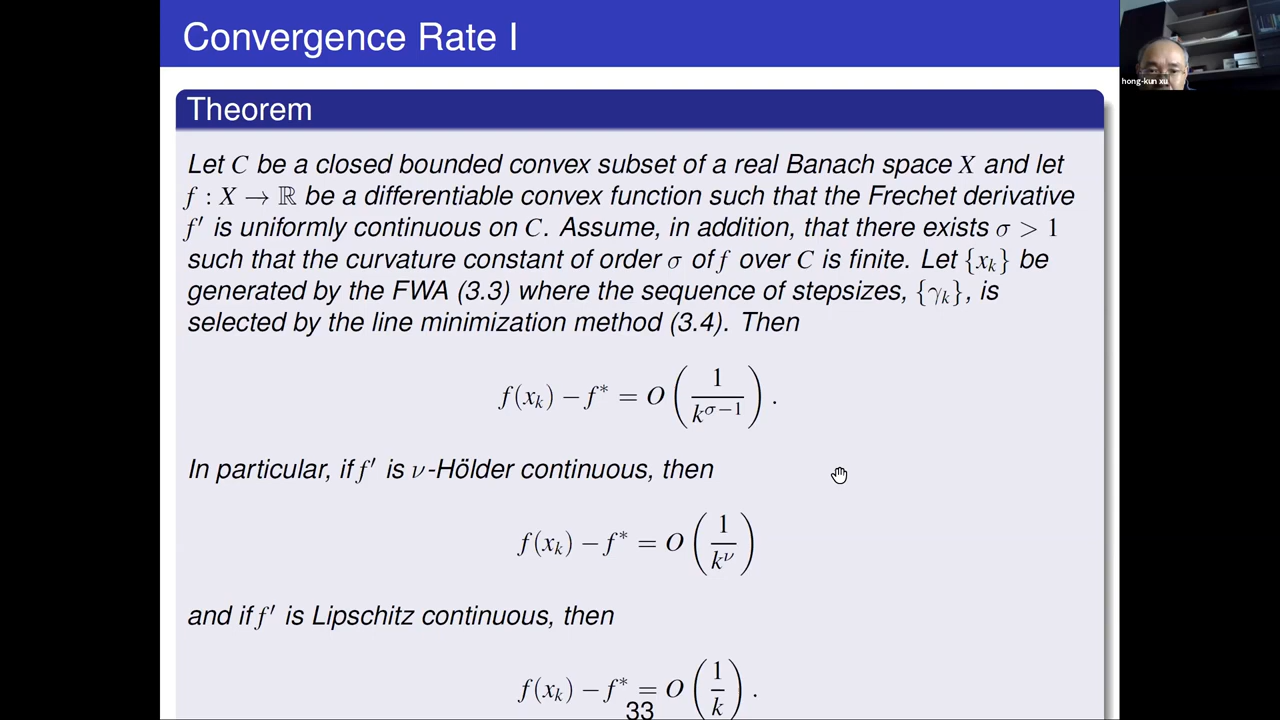 Convergence Rate I
hong-kun xu
Theorem
Let C be a closed bounded convex subset of a real Banach space X and let
f : X → ℝ be a differentiable convex function such that the Frechet derivative
f′ is uniformly continuous on C. Assume, in addition, that there exists σ > 1
such that the curvature constant of order σ of f over C is finite. Let {x_k} be
generated by the FWA (3.3) where the sequence of stepsizes, {γ_k}, is
selected by the line minimization method (3.4). Then
f(x_k) − f* = O(1/k^{σ−1}).
In particular, if f′ is ν-Hölder continuous, then
f(x_k) − f* = O(1/k^ν)
and if f′ is Lipschitz continuous, then
f(x_k) − f* = O(1/k).
33